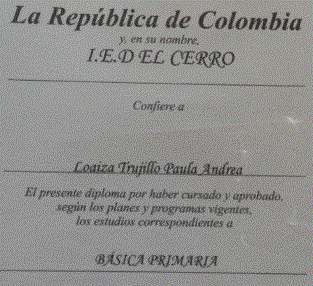 La República de Colombia
y, en su nombre,
I.E.D EL CERRO
Confiere a
Loaiza Trujillo Paula Andrea
El presente diploma por haber cursado y aprobado,
según los planes y programas vigentes,
los estudios correspondientes a
BÁSICA PRIMARIA